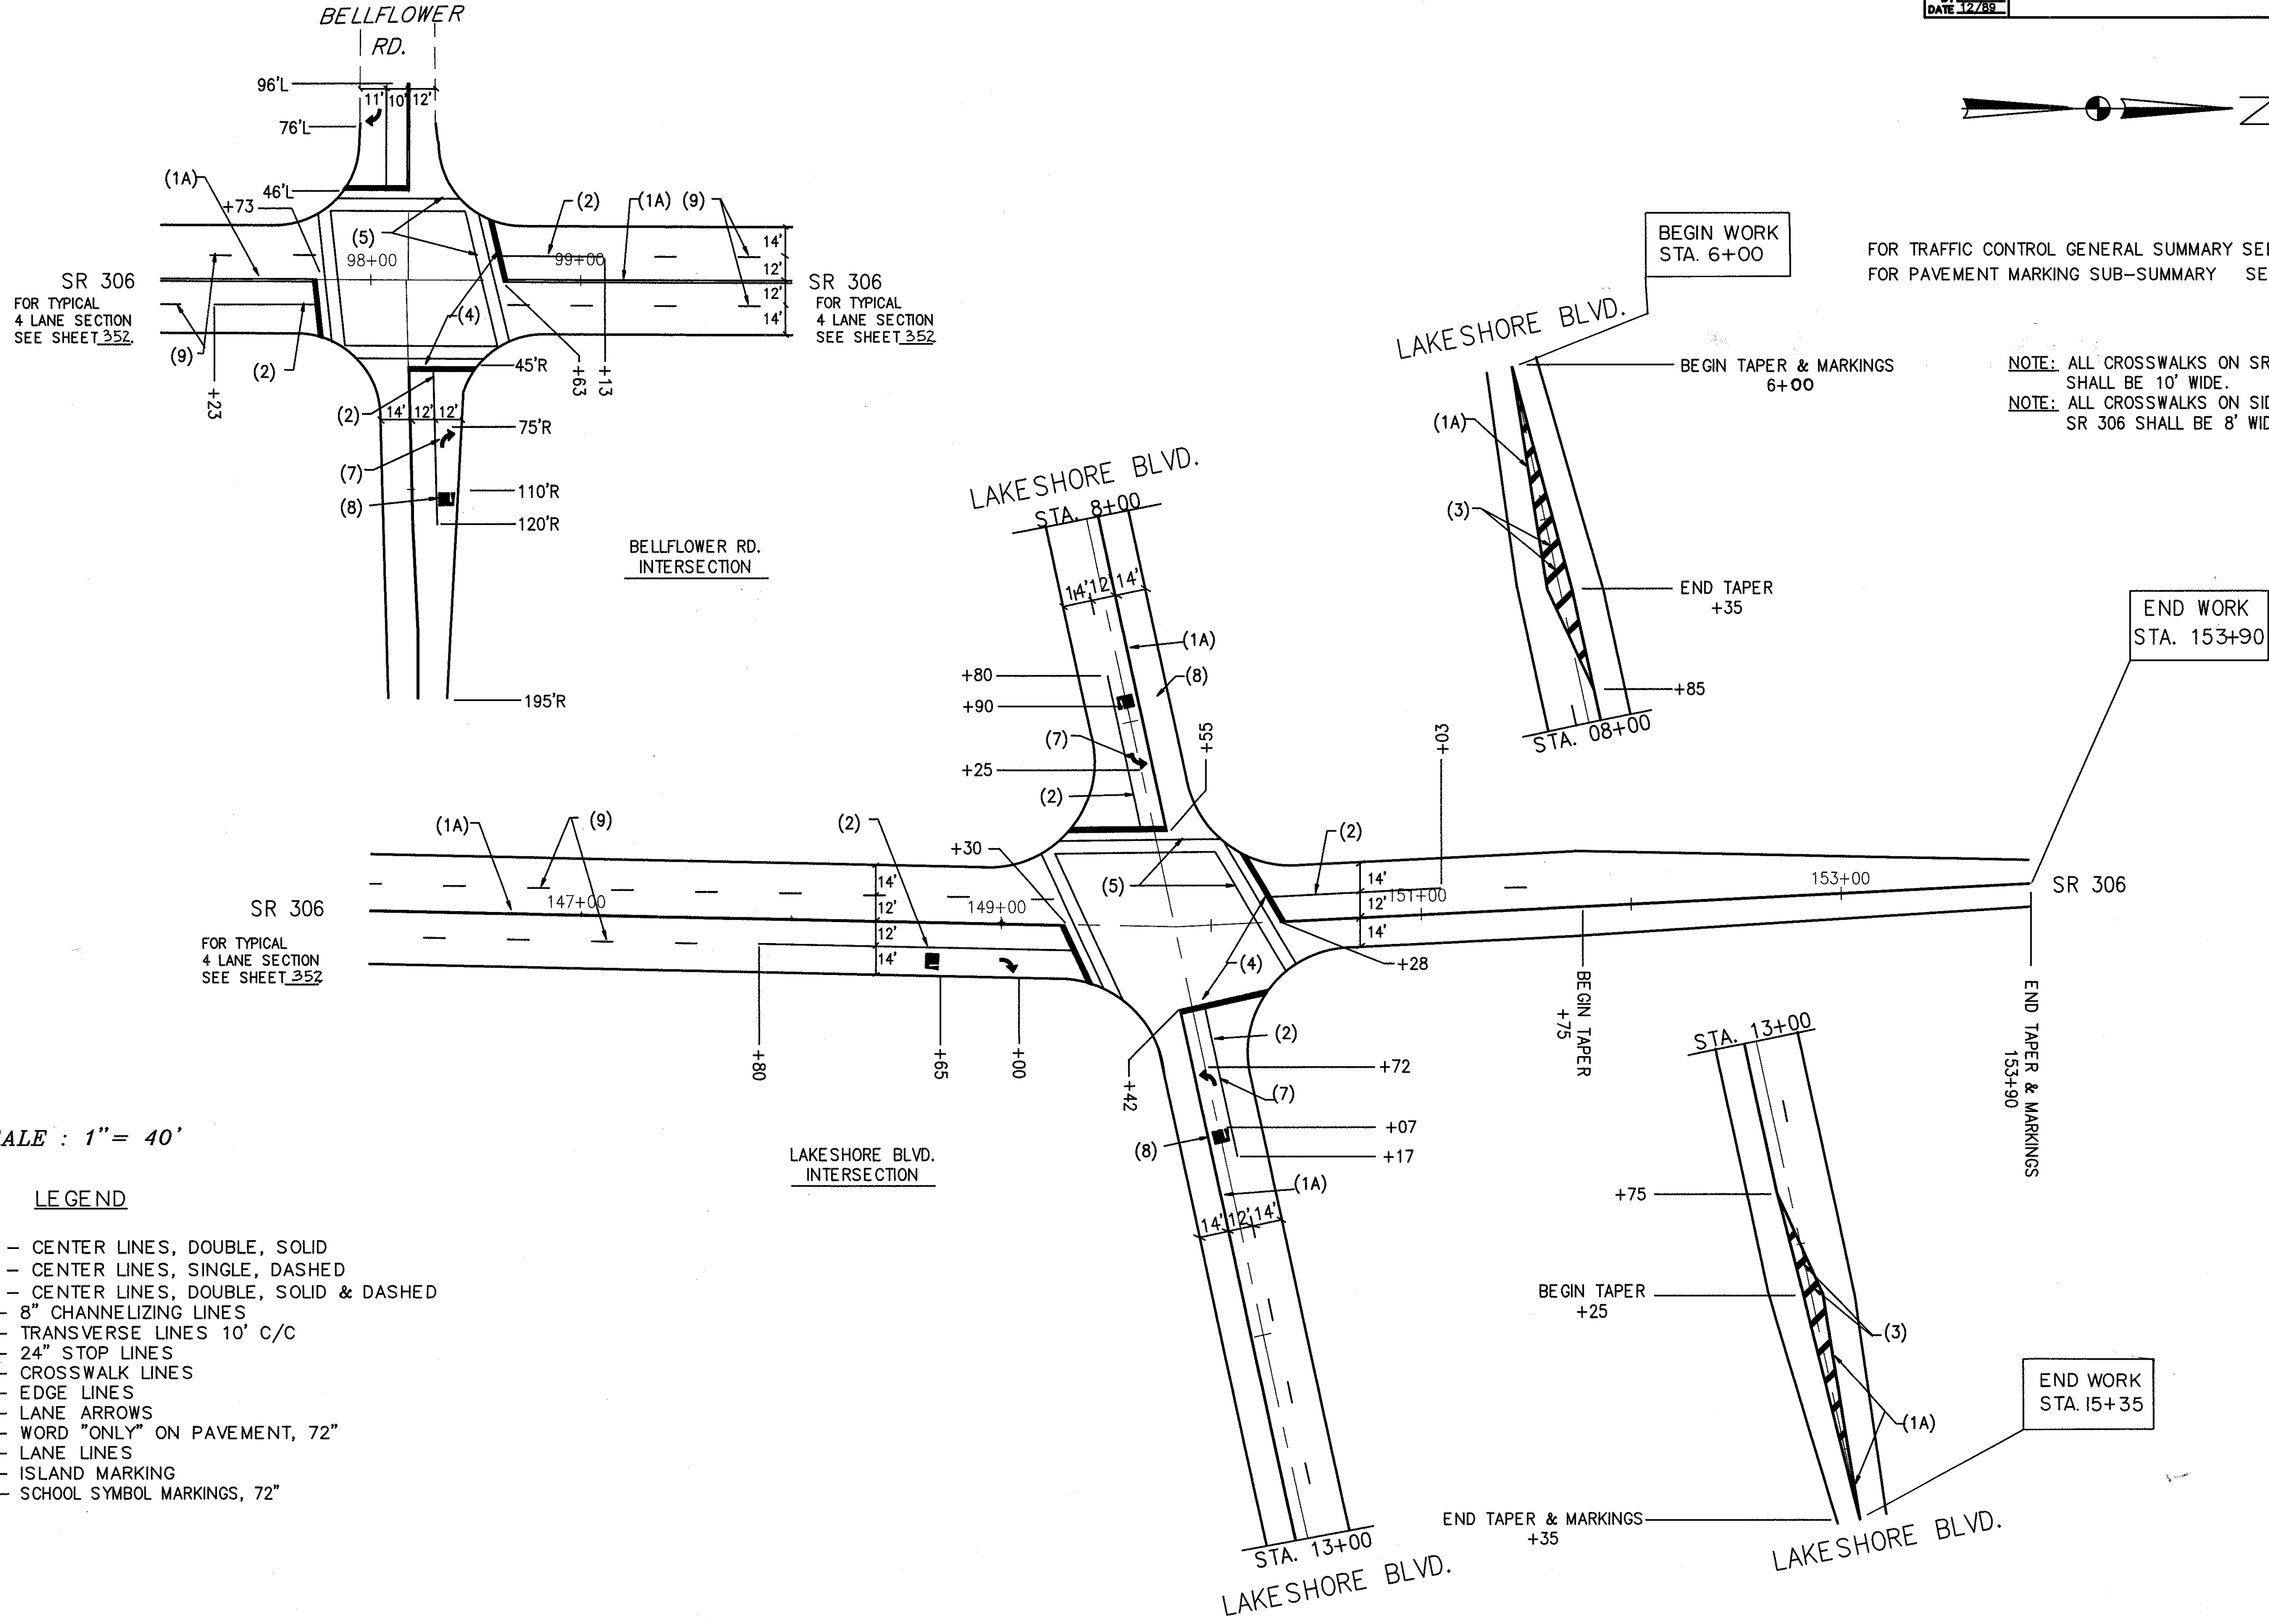 DATE 12/89
BELLFLOWER
RD.
96'L
11' 10' 12'
76'L
(1A)
46'L
+73
(2)
(1A) (9)
(5)
98+00
99+00
14'
12'
12'
14'
SR 306
FOR TYPICAL
4 LANE SECTION
SEE SHEET 352.
SR 306
FOR TYPICAL
4 LANE SECTION
SEE SHEET 352
(4)
(9)
(2)
+23
45'R
+63
+13
(2)
14' 12' 12'
75'R
(7)
110'R
(8)
120'R
195'R
BELLFLOWER RD.
INTERSECTION
BEGIN WORK
STA. 6+00
FOR TRAFFIC CONTROL GENERAL SUMMARY SEE
FOR PAVEMENT MARKING SUB-SUMMARY SE
LAKESHORE BLVD.
BEGIN TAPER & MARKINGS
6+00
NOTE: ALL CROSSWALKS ON SR
SHALL BE 10' WIDE.
NOTE: ALL CROSSWALKS ON SID
SR 306 SHALL BE 8' WID
(1A)
(3)
END TAPER
+35
+85
STA. 08+00
END WORK
STA. 153+90
LAKESHORE BLVD.
STA. 8+00
14' 12' 14'
(1A)
+80
(8)
+90
(7)
+55
+25
+03
(2)
(1A)
(9)
(2)
+30
(2)
(5)
14'
12'
12'
14'
147+00
149+00
14'
12'
14'
151+00
153+00
SR 306
SR 306
FOR TYPICAL
4 LANE SECTION
SEE SHEET 352
(4)
+28
BEGIN TAPER
+75
END TAPER & MARKINGS
153+90
+80
+65
+00
+42
(2)
+72
(7)
+07
(8)
+17
(1A)
14' 12' 14'
LAKESHORE BLVD.
INTERSECTION
STA. 13+00
LAKESHORE BLVD.
STA. 13+00
+75
BEGIN TAPER
+25
(3)
(1A)
END WORK
STA. 15+35
END TAPER & MARKINGS
+35
LAKESHORE BLVD.
ALE : 1"= 40'
LEGEND
- CENTER LINES, DOUBLE, SOLID
- CENTER LINES, SINGLE, DASHED
- CENTER LINES, DOUBLE, SOLID & DASHED
- 8" CHANNELIZING LINES
- TRANSVERSE LINES 10' C/C
- 24" STOP LINES
- CROSSWALK LINES
- EDGE LINES
- LANE ARROWS
- WORD "ONLY" ON PAVEMENT, 72"
- LANE LINES
- ISLAND MARKING
- SCHOOL SYMBOL MARKINGS, 72"